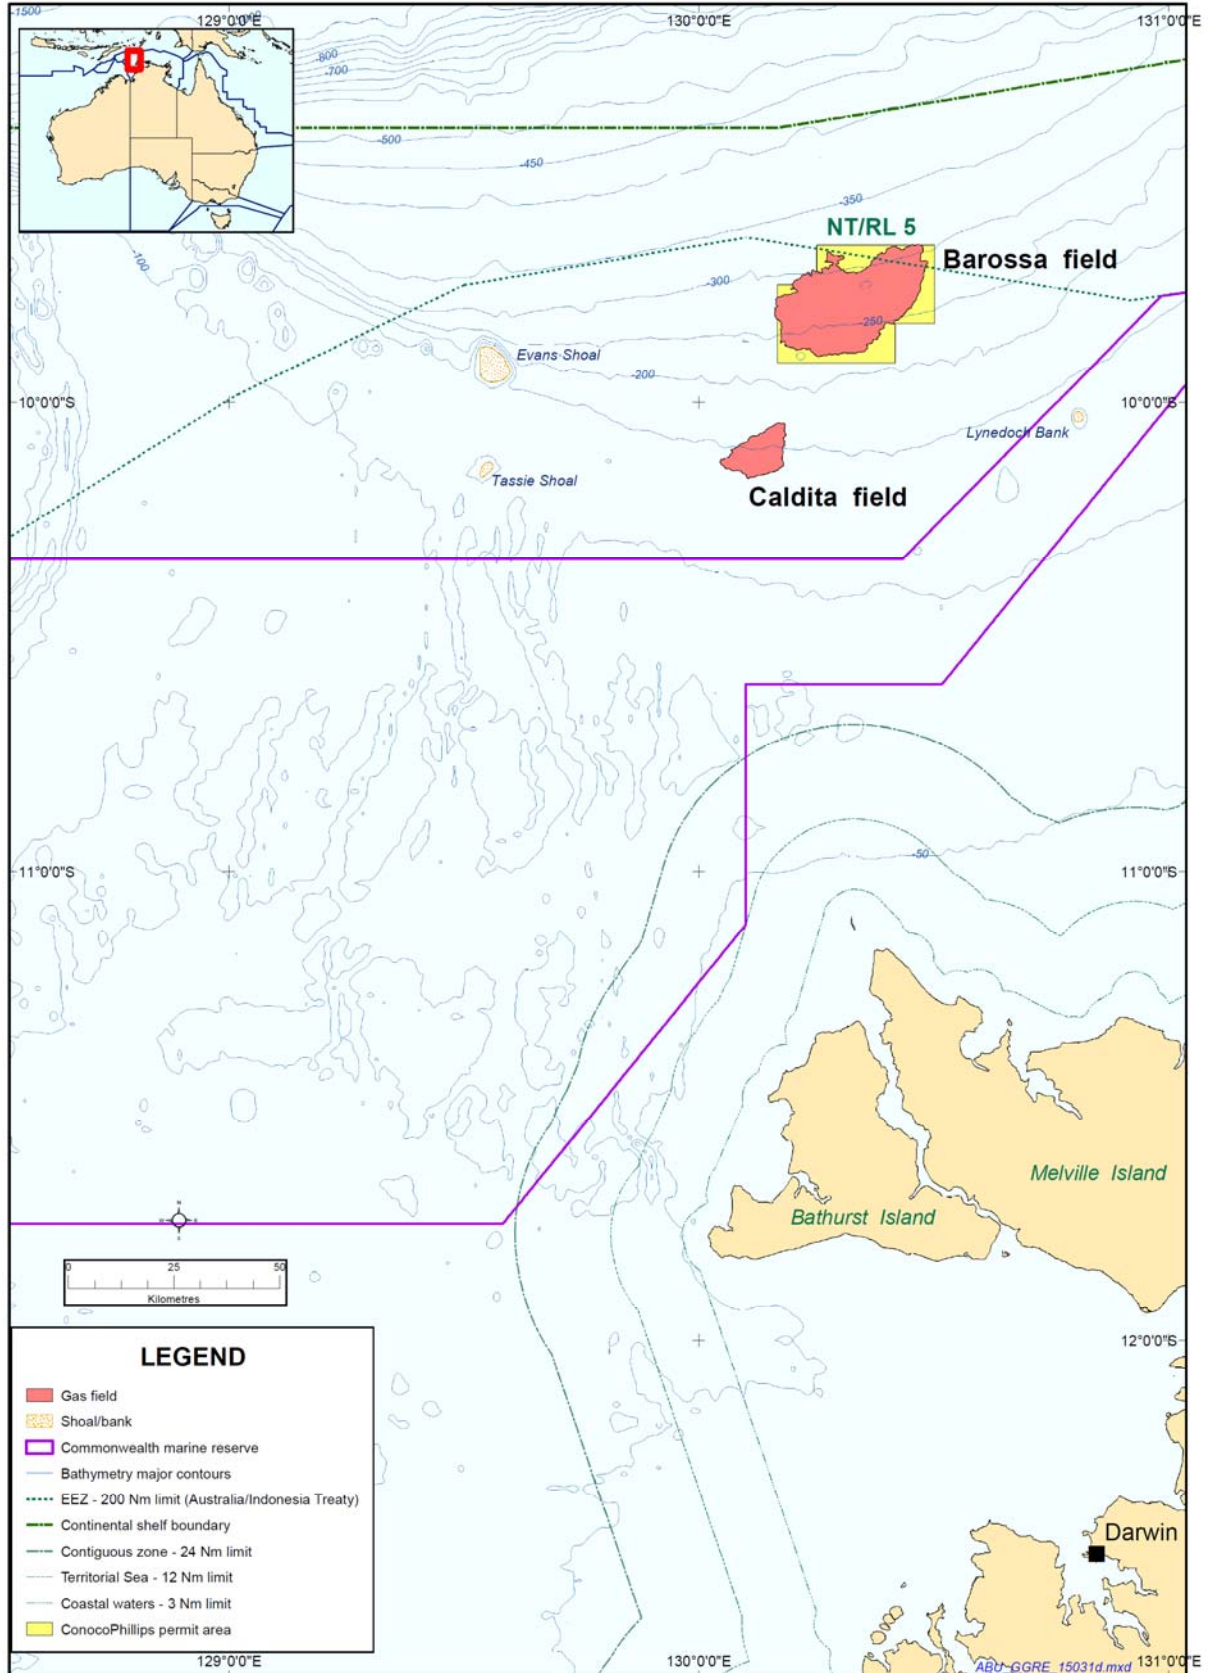 -1500
129°0'0"E
130°0'0"E
131°0'0"E
-800
-700
-500
-450
-350
-100
NT/RL 5
Barossa field
-300
-250
Evans Shoal
-200
10°0'0"S
10°0'0"S
Lynedoch Bank
Tassie Shoal
Caldita field
-50
11°0'0"S
11°0'0"S
Melville Island
Bathurst Island
N
0 25 50
Kilometres
12°0'0"S
LEGEND
Gas field
Shoal/bank
Commonwealth marine reserve
Bathymetry major contours
EEZ - 200 Nm limit (Australia/Indonesia Treaty)
Continental shelf boundary
Contiguous zone - 24 Nm limit
Territorial Sea - 12 Nm limit
Coastal waters - 3 Nm limit
ConocoPhillips permit area
Darwin
129°0'0"E
130°0'0"E
ABU_GGRE_15031d.mxd
131°0'0"E